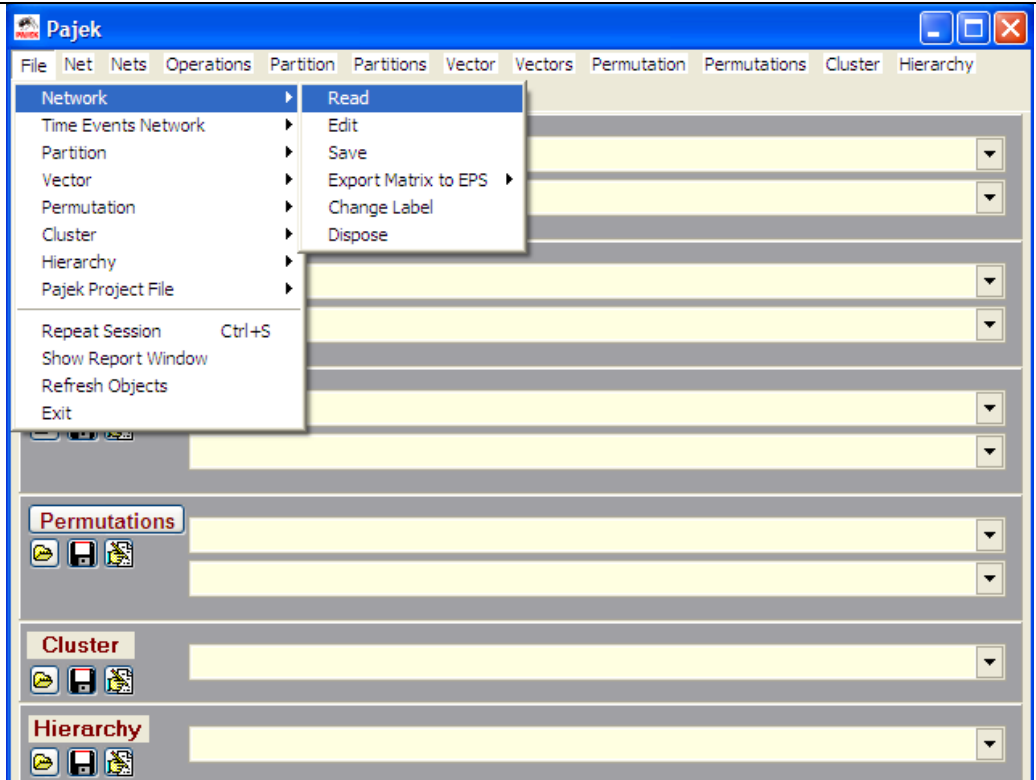 Pajek
File Net Nets Operations Partition Partitions Vector Vectors Permutation Permutations Cluster Hierarchy
Network
Time Events Network
Partition
Vector
Permutation
Cluster
Hierarchy
Pajek Project File
Repeat Session Ctrl+S
Show Report Window
Refresh Objects
Exit
Read
Edit
Save
Export Matrix to EPS
Change Label
Dispose
Permutations
Cluster
Hierarchy